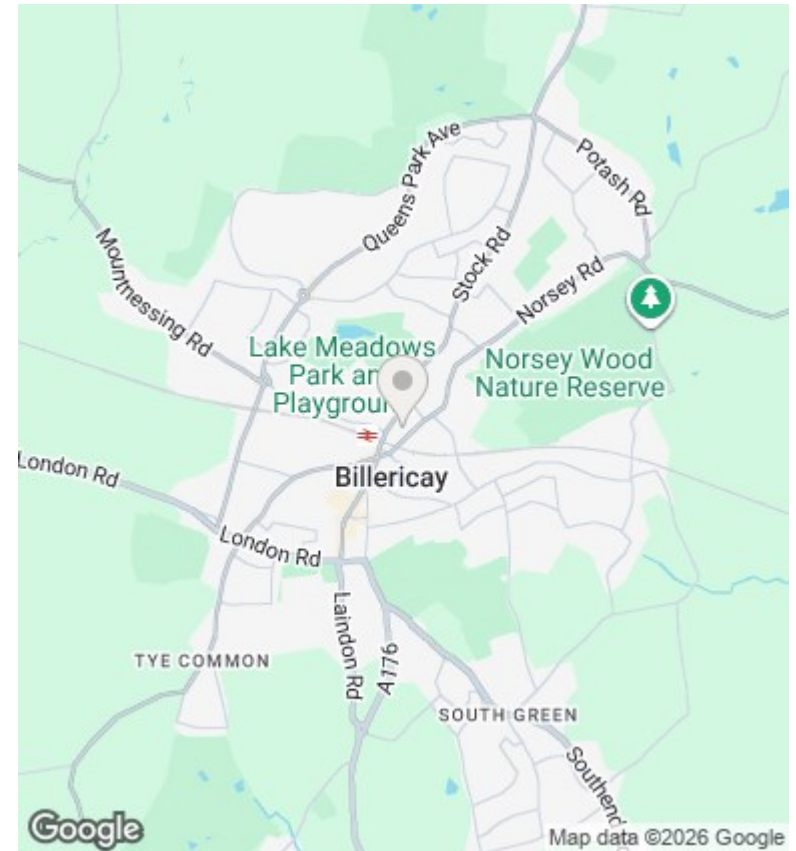 Queens Park Ave
Potash Rd
Stock Rd
Mountnessing Rd
Norsey Rd
Lake Meadows
Park an
Playgroun
Norsey Wood
Nature Reserve
London Rd
Billericay
London Rd
Laindon Rd
A176
TYE COMMON
SOUTH GREEN
Southend
Google
Map data ©2026 Google